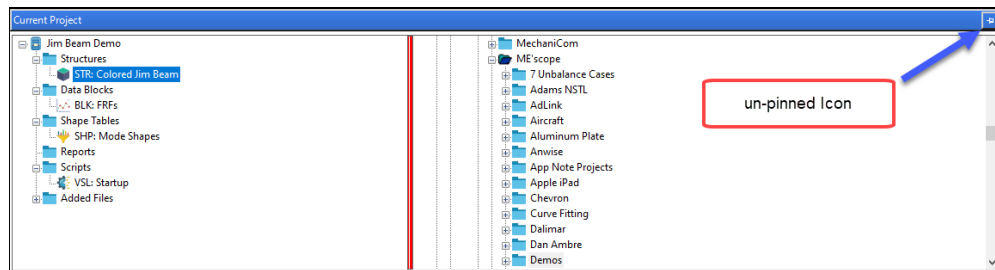 Current Project
Jim Beam Demo
Structures
STR: Colored Jim Beam
Data Blocks
BLK: FRFs
Shape Tables
SHP: Mode Shapes
Reports
Scripts
VSL: Startup
Added Files
MechaniCom
ME'scope
7 Unbalance Cases
Adams NSTL
AdLink
Aircraft
Aluminum Plate
Anwise
App Note Projects
Apple iPad
Chevron
Curve Fitting
Dalimar
Dan Ambre
Demos
un-pinned Icon